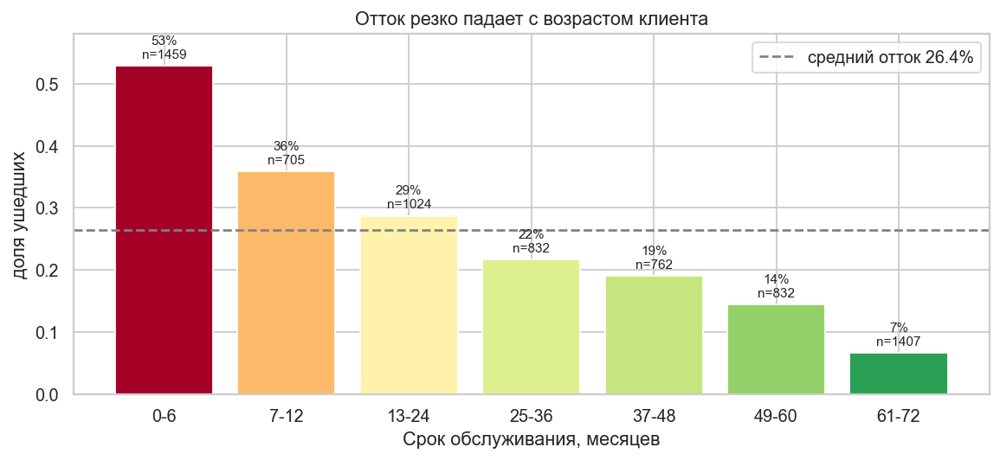 Отток резко падает с возрастом клиента
средний отток 26.4%
доля ушедших
0.5
0.4
0.3
0.2
0.1
0.0
53%
n=1459
36%
n=705
29%
n=1024
22%
n=832
19%
n=762
14%
n=832
7%
n=1407
0-6
7-12
13-24
25-36
37-48
49-60
61-72
Срок обслуживания, месяцев